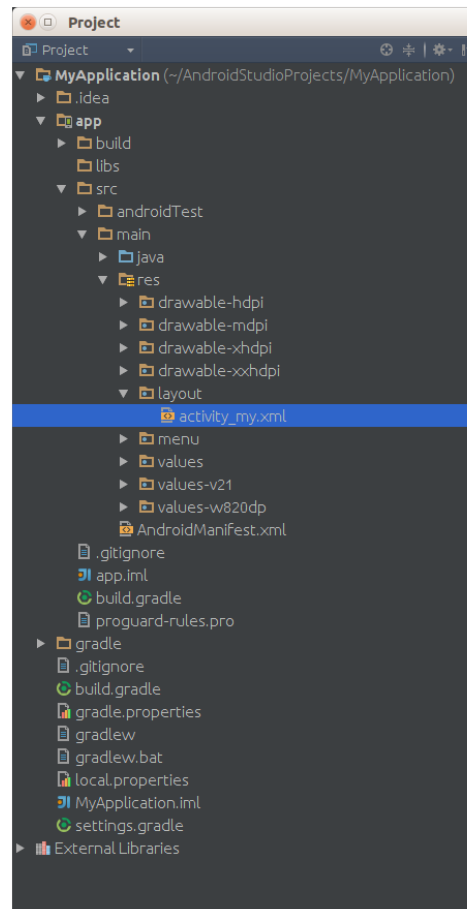 Project
Project
MyApplication (~/AndroidStudioProjects/MyApplication)
.idea
app
build
libs
src
androidTest
main
java
res
drawable-hdpi
drawable-mdpi
drawable-xhdpi
drawable-xxhdpi
layout
activity_my.xml
menu
values
values-v21
values-w820dp
AndroidManifest.xml
.gitignore
app.iml
build.gradle
proguard-rules.pro
gradle
.gitignore
build.gradle
gradle.properties
gradlew
gradlew.bat
local.properties
MyApplication.iml
settings.gradle
External Libraries